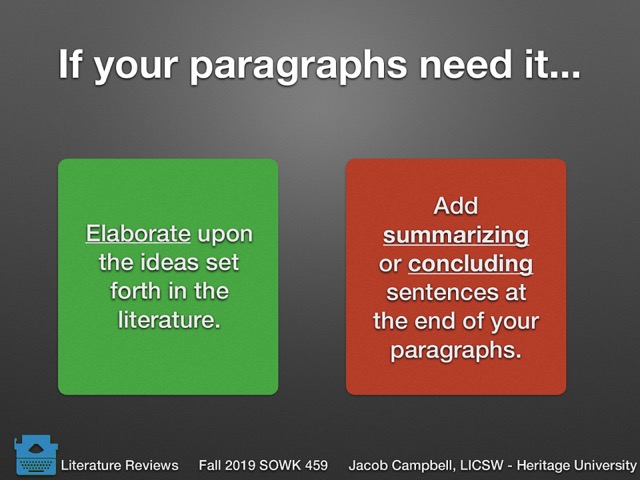 If your paragraphs need it...
Elaborate upon
the ideas set
forth in the
literature.
Add
summarizing
or concluding
sentences at
the end of your
paragraphs.
Literature Reviews Fall 2019 SOWK 459 Jacob Campbell, LICSW - Heritage University